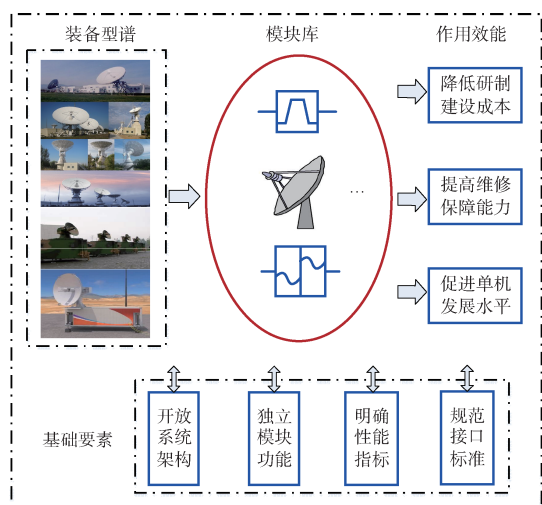 装备型谱
模块库
作用效能
降低研制
建设成本
提高维修
保障能力
…
促进单机
发展水平
基础要素
开放
系统
架构
独立
模块
功能
明确
性能
指标
规范
接口
标准